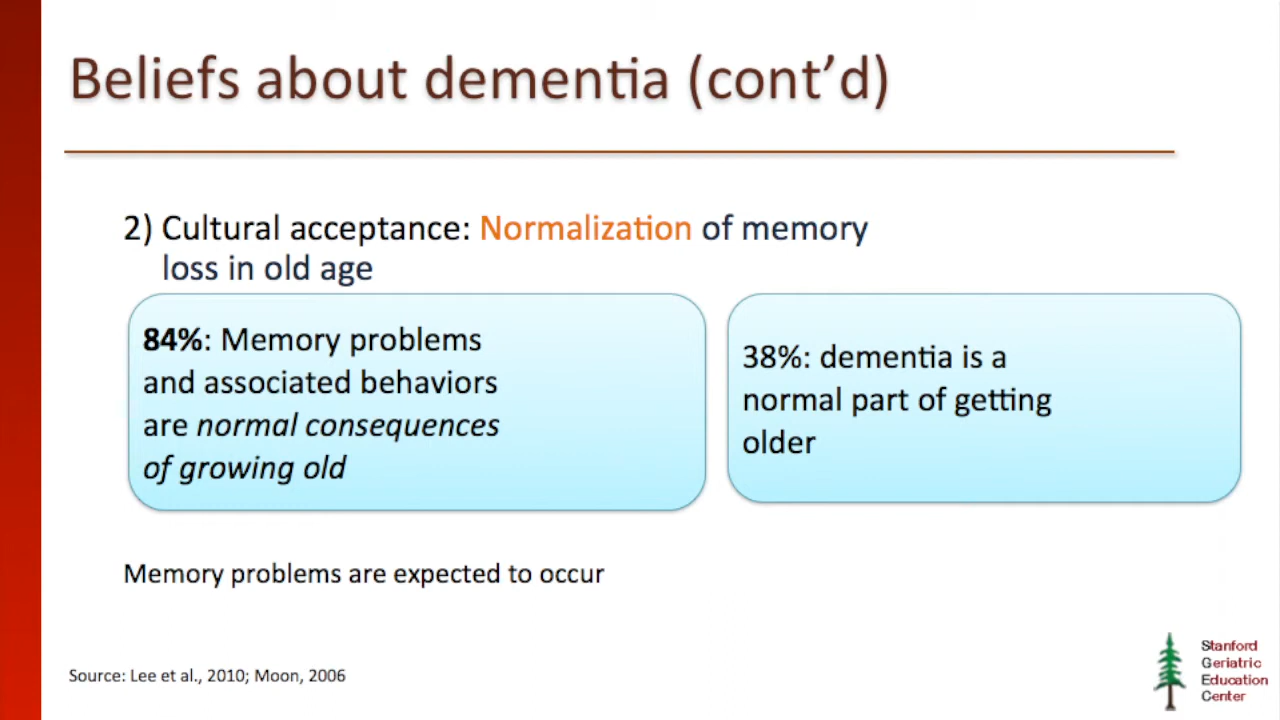 Beliefs about dementia (cont’d)
2) Cultural acceptance: Normalization of memory
loss in old age
84%: Memory problems
and associated behaviors
are normal consequences
of growing old
38%: dementia is a
normal part of getting
older
Memory problems are expected to occur
Source: Lee et al., 2010; Moon, 2006
Stanford
Geriatric
Education
Center